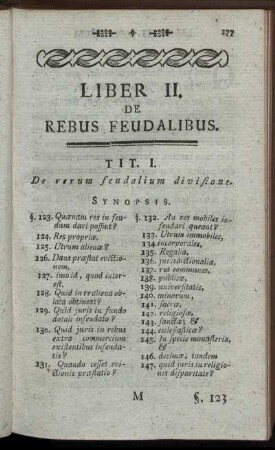 277
LIBER II.
DE
REBUS FEUDALIBUS.
TIT. I.
De rerum feudalium divisione.
SYNOPSIS.
§. 123. Quænam res in feu-
dum dari possint?
124. Res propriæ.
125. Utrum alienæ?
126. Dans præstat evictio-
nem,
127. imo id, quod inter-
est.
128. Quid in re aliena ob-
lata obtineat?
129. Quid juris in fundo
dotali infeudato?
130. Quid juris in rebus
extra commercium
existentibus infeuda-
tis?
131. Quando cesset evi-
ctionis præstatio?
§. 132. An res mobiles in-
feudari queant?
133. Utrum immobiles,
134. incorporales,
135. Regalia,
136. jurisdictionalia,
137. res communes,
138. publicæ,
139. universitatis,
140. minorum,
141. sacræ,
142. religiosæ,
143. sanctæ, &
144. ecclesiasticæ?
145. In specie monasteria,
&
146. decimæ, tandem
147. quid juris in religio-
nis disparitate?
M
§. 123